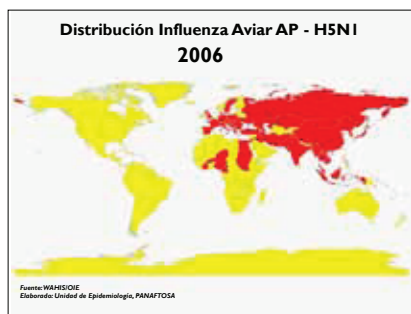 Distribución Influenza Aviar AP - H5N1
2006
Fuente: WAHIS/OIE
Elaborado: Unidad de Epidemiología, PANAFTOSA